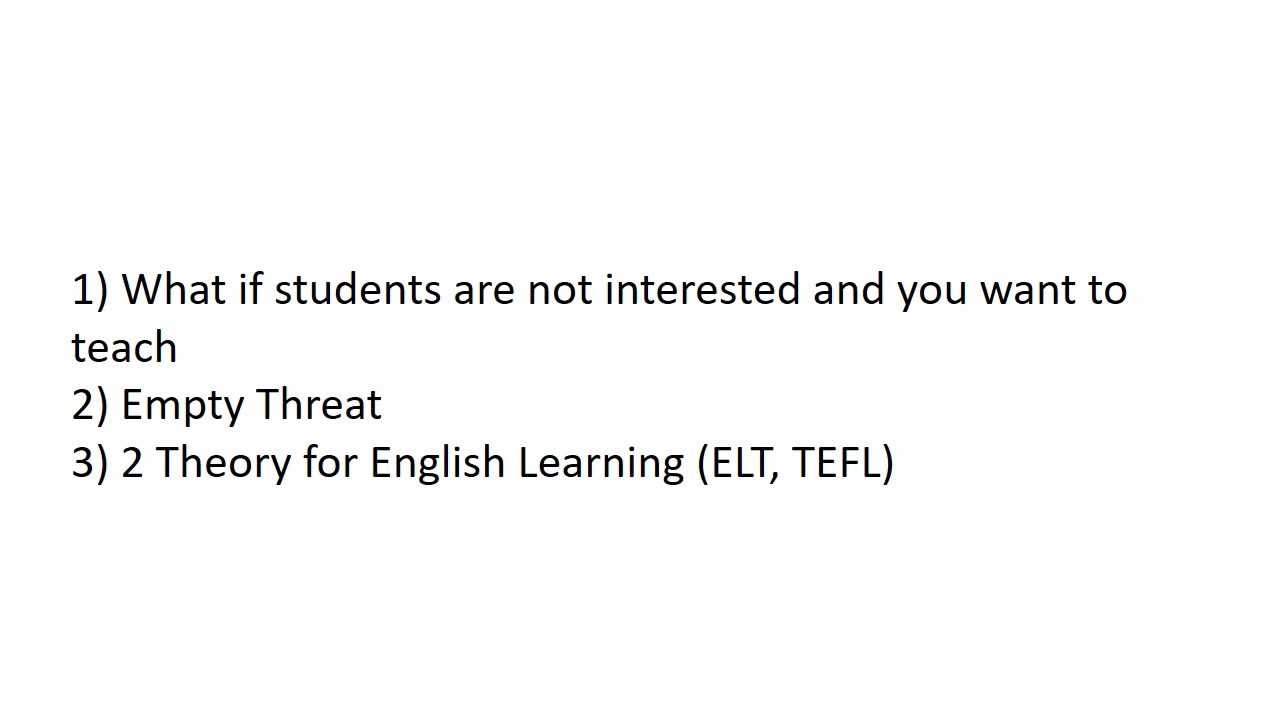 1) What if students are not interested and you want to
teach
2) Empty Threat
3) 2 Theory for English Learning (ELT, TEFL)